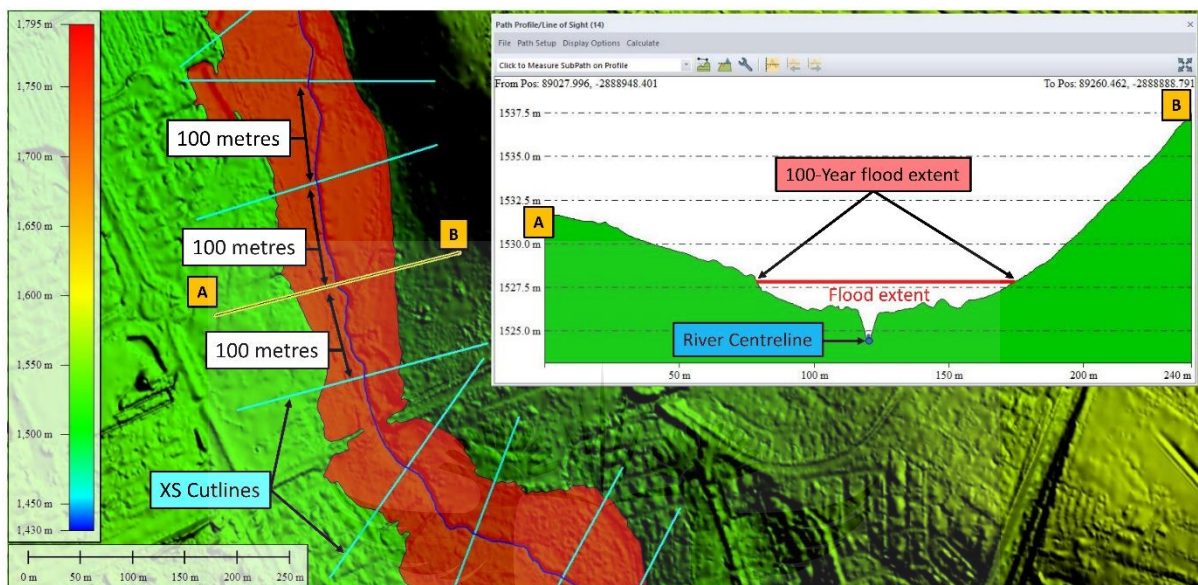 1,795 m
1,750 m
1,700 m
1,650 m
1,600 m
1,550 m
1,500 m
1,450 m
1,430 m
0 m 50 m 100 m 150 m 200 m 250 m
100 metres
100 metres
100 metres
A
B
XS Cutlines
Path Profile/Line of Sight (14)
File Path Setup Display Options Calculate
Click to Measure SubPath on Profile
From Pos: 89027.996, -2888948.401 To Pos: 89260.462, -2888888.791
1537.5 m
1535.0 m
1532.5 m
1530.0 m
1527.5 m
1525.0 m
A
B
100-Year flood extent
Flood extent
River Centreline
50 m 100 m 150 m 200 m 240 m